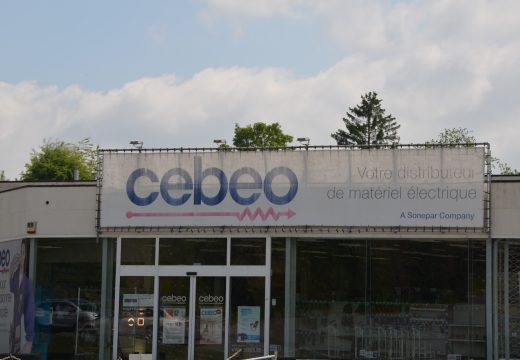 cebeo
Votre distributeur
de matériel électrique
A Sonepar Company
cebeo
cebeo